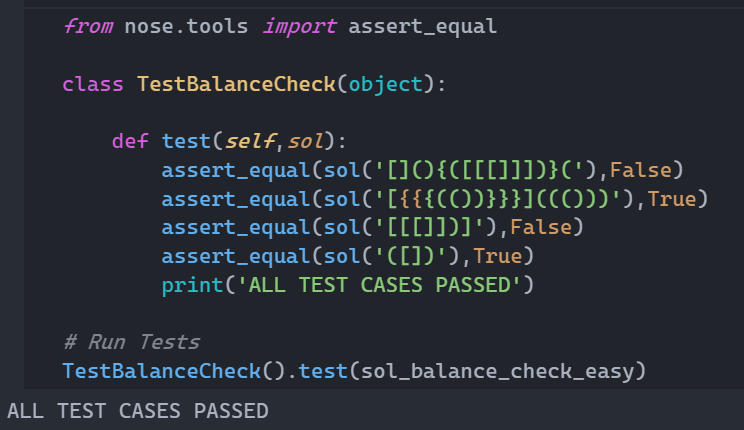 from nose.tools import assert_equal
class TestBalanceCheck(object):
def test(self,sol):
assert_equal(sol('[](){([[[]]])}('),False)
assert_equal(sol('[{{{(())}}}]((()))'),True)
assert_equal(sol('[[[]])]'),False)
assert_equal(sol('([])'),True)
print('ALL TEST CASES PASSED')
# Run Tests
TestBalanceCheck().test(sol_balance_check_easy)
ALL TEST CASES PASSED